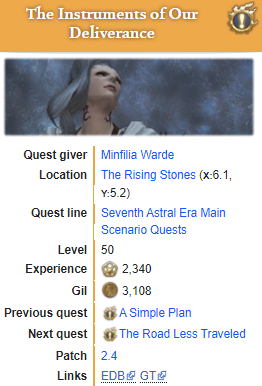 The Instruments of Our
Deliverance
Quest giver Minfilia Warde
Location The Rising Stones (X:6.1,
Y:5.2)
Quest line Seventh Astral Era Main
Scenario Quests
Level 50
Experience 2,340
Gil 3,108
Previous quest A Simple Plan
Next quest The Road Less Traveled
Patch 2.4
Links EDB GT